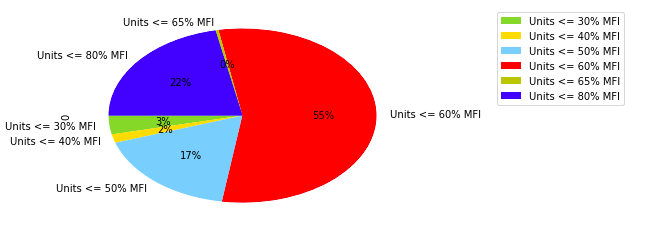 Units <= 65% MFI
Units <= 80% MFI
0%
22%
55%
Units <= 60% MFI
0
3%
2%
Units <= 30% MFI
Units <= 40% MFI
17%
Units <= 50% MFI
Units <= 30% MFI
Units <= 40% MFI
Units <= 50% MFI
Units <= 60% MFI
Units <= 65% MFI
Units <= 80% MFI